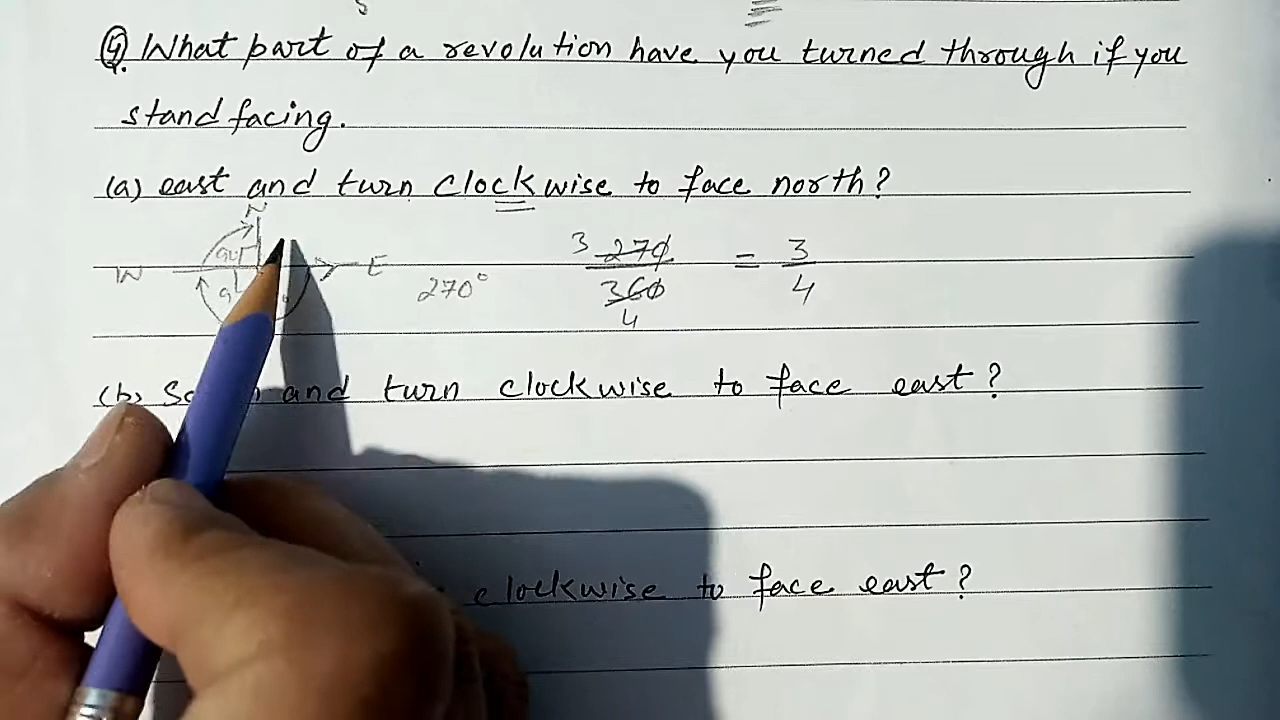 Q4. What part of a revolution have you turned through if you
stand facing.
(a) east and turn clockwise to face north?
N
90°
W E 270° 3 270/360 4 = 3/4
(b) and turn clockwise to face east?
clockwise to face east?